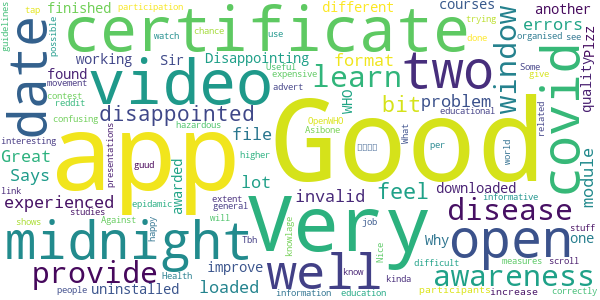 guidelines
tap
participation
chance
reddit
contest
movement
finished
possible
certificate
watch
use
done
trying
different
organised
see
courses
another
errors
Some
give
qualityplzz
date
working
Sir
Disappointing
expensive
Useful
advert
format
window
covid
video
learn
two
found
interesting
Great
disappointed
WHO
bit
problem
confusing
presentations
hazardous
file
app
Good
OpenWHO
Asibone
What
per
educational
world
related
module
Says
awarded
lot
invalid
feel
downloaded
one
experienced
guud
link
studies
Against
epidamic
extent
general
Very
Why
disease
informative
stuff
midnight
shows
will
happy
improve
Tbh
knowlage
Nice
job
well
know
kinda
open
difficult
measures
scroll
provide
people
uninstalled
Health
loaded
higher
information
education
awareness
participants
increase
correctly